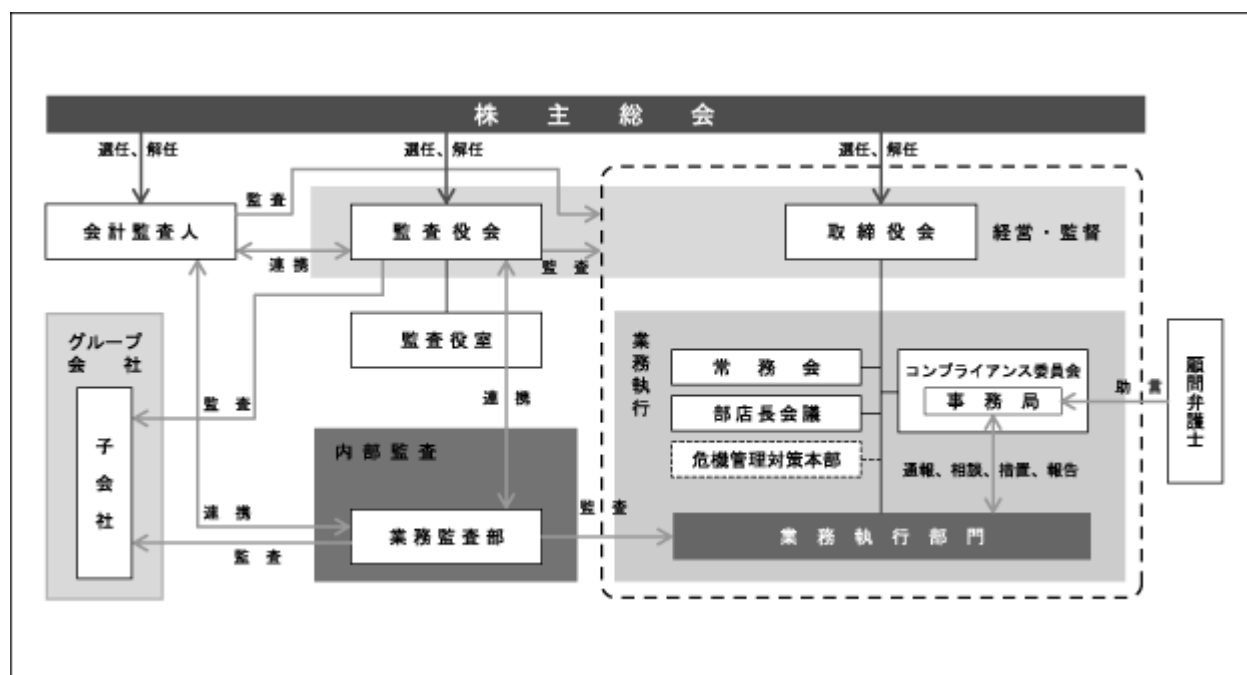 株主総会
選任、解任
選任、解任
選任、解任
監査
会計監査人
監査役会
取締役会
経営・監督
連携
監査
グループ
会社
監査役室
業務執行
常務会
コンプライアンス委員会
事務局
助言
顧問弁護士
監査
連携
部店長会議
子会社
内部監査
危機管理対策本部
通報、相談、措置、報告
連携
監査
業務監査部
業務執行部門
監査